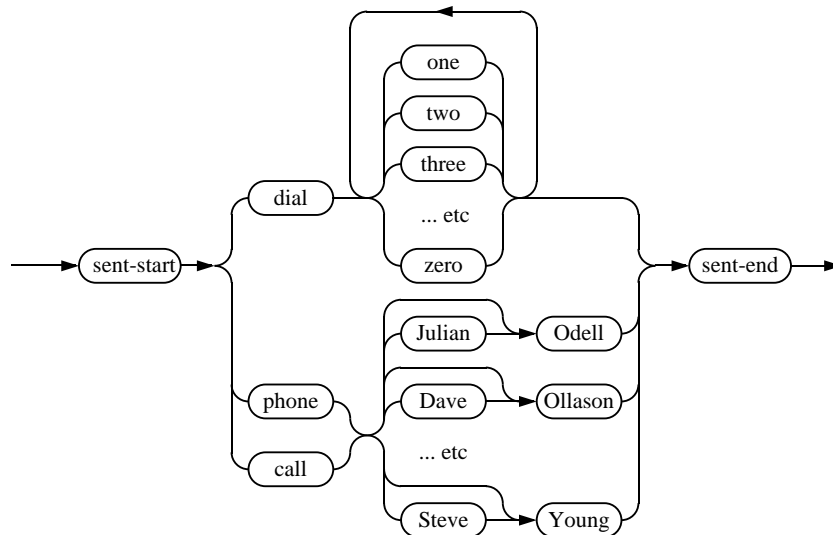 one
two
three
dial
... etc
sent-start
zero
sent-end
Julian
Odell
phone
Dave
Ollason
... etc
call
Steve
Young